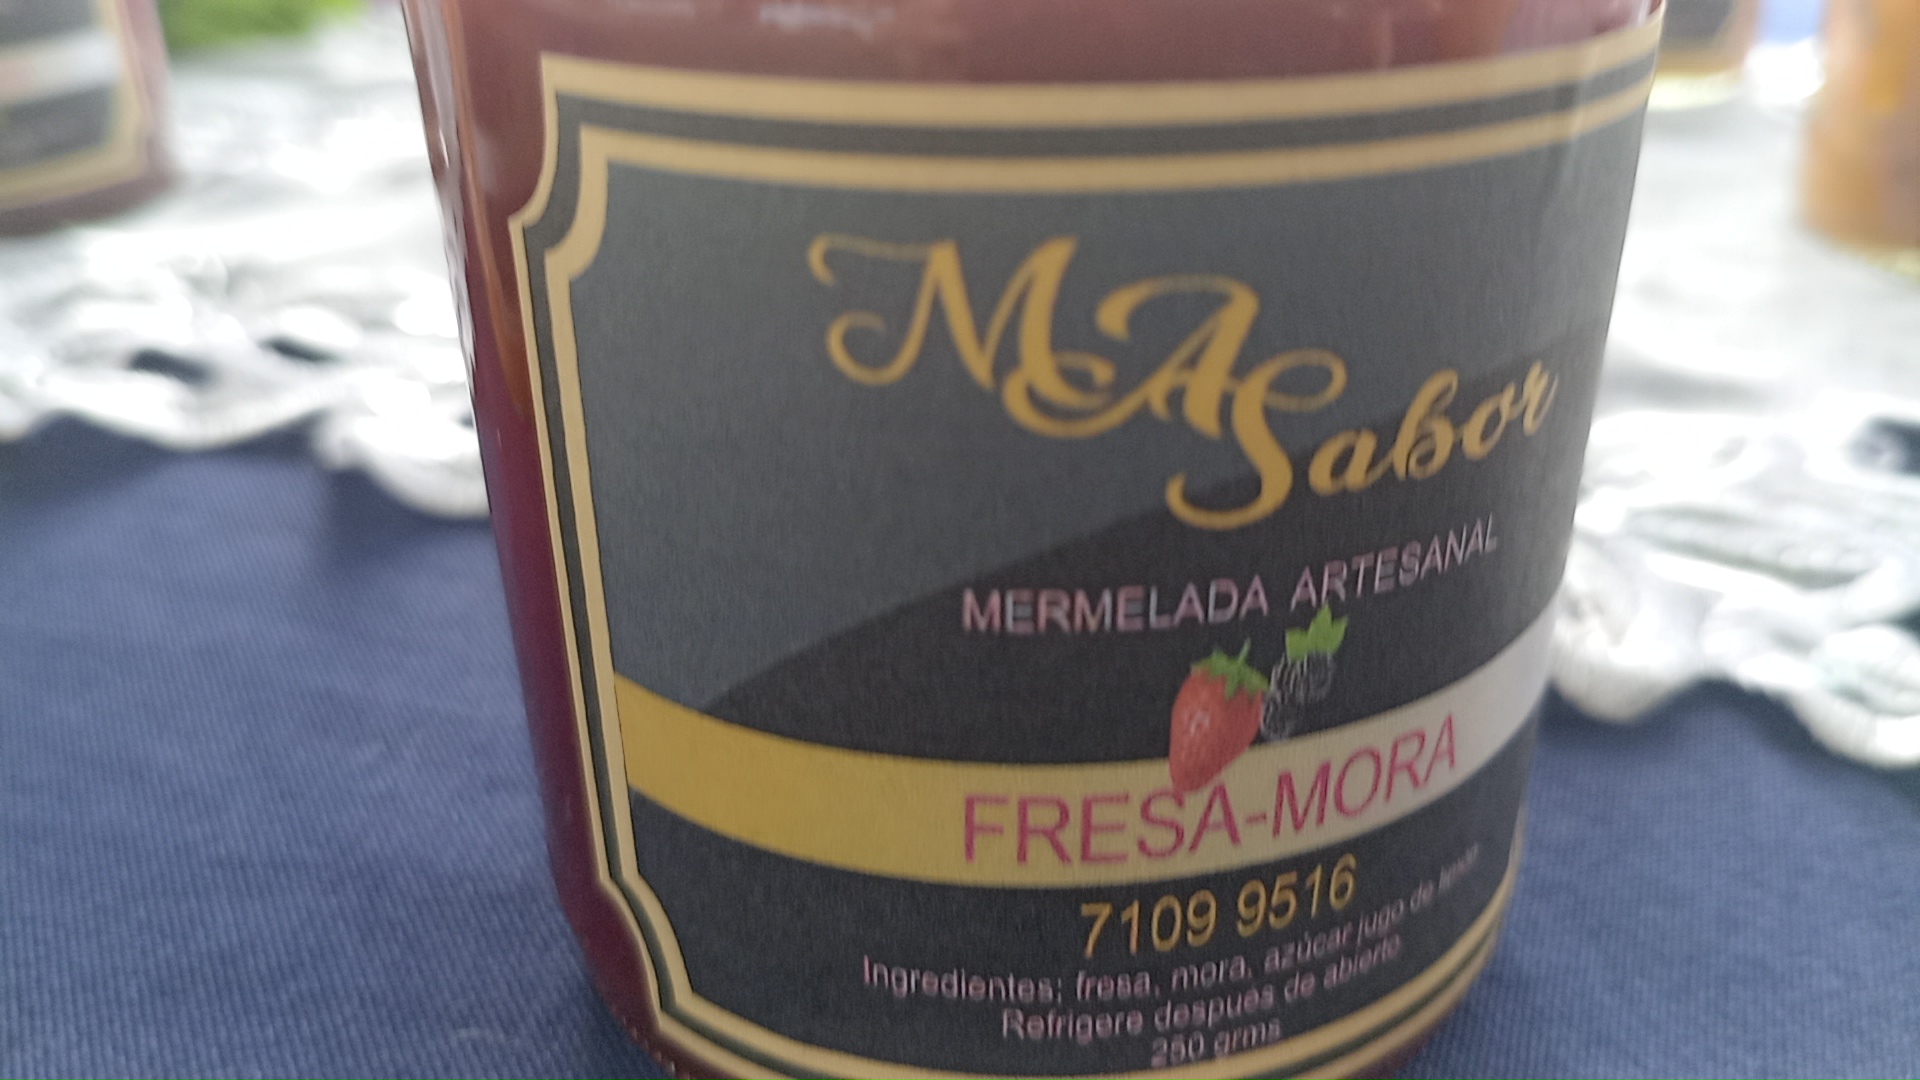 MA Sabor
MERMELADA ARTESANAL
FRESA-MORA
7109 9516
Ingredientes: fresa, mora, azúcar jugo de limón
Refrigere después de abierto
250 grms